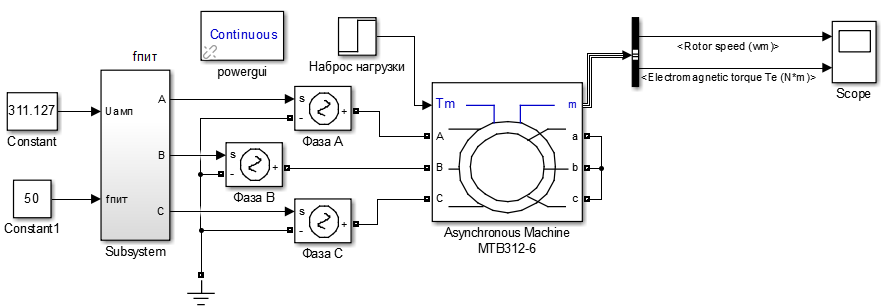 Continuous
powergui
Наброс нагрузки
fпит
311.127
Constant
50
Constant1
Uамп
fпит
A
B
C
Subsystem
s
-
+
Фаза А
s
-
+
Фаза В
s
-
+
Фаза С
Tm
m
A
B
C
a
b
c
Asynchronous Machine
МТВ312-6
<Rotor speed (wm)>
<Electromagnetic torque Te (N*m)>
Scope